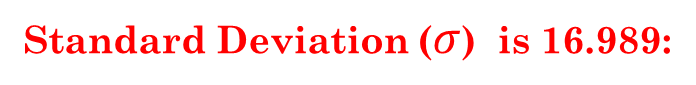 Standard Deviation (σ) is 16.989: